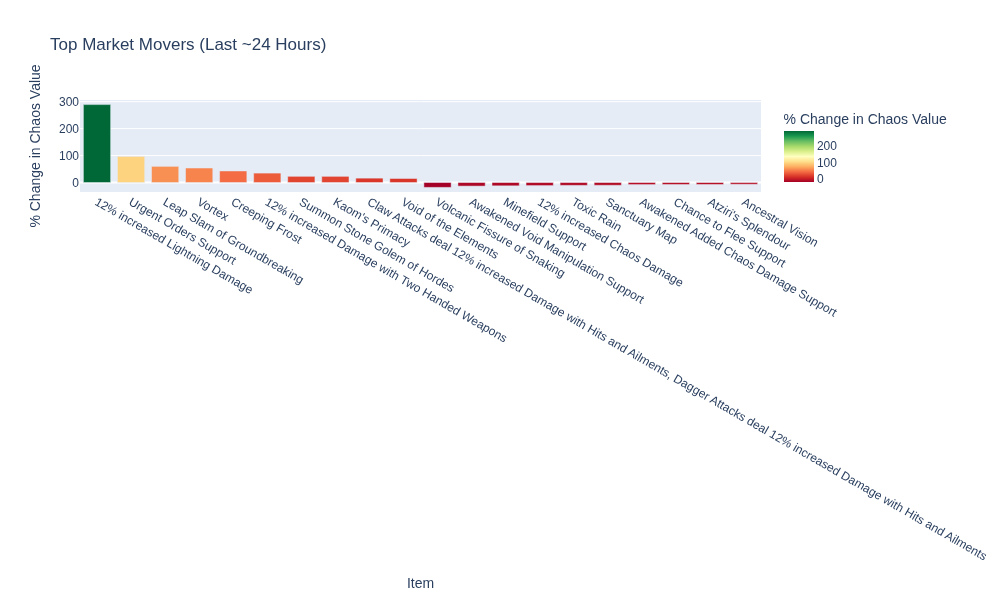 Top Market Movers (Last ~24 Hours)
% Change in Chaos Value
300
200
100
0
12% increased Lightning Damage
Urgent Orders Support
Leap Slam of Groundbreaking
Vortex
Creeping Frost
12% increased Damage with Two Handed Weapons
Summon Stone Golem of Hordes
Kaom's Primacy
Claw Attacks deal 12% increased Damage with Hits and Ailments, Dagger Attacks deal 12% increased Damage with Hits and Ailments
Void of the Elements
Volcanic Fissure of Snaking
Awakened Void Manipulation Support
Minefield Support
12% increased Chaos Damage
Toxic Rain
Sanctuary Map
Awakened Added Chaos Damage Support
Chance to Flee Support
Atziri's Splendour
Ancestral Vision
Item
% Change in Chaos Value
200
100
0